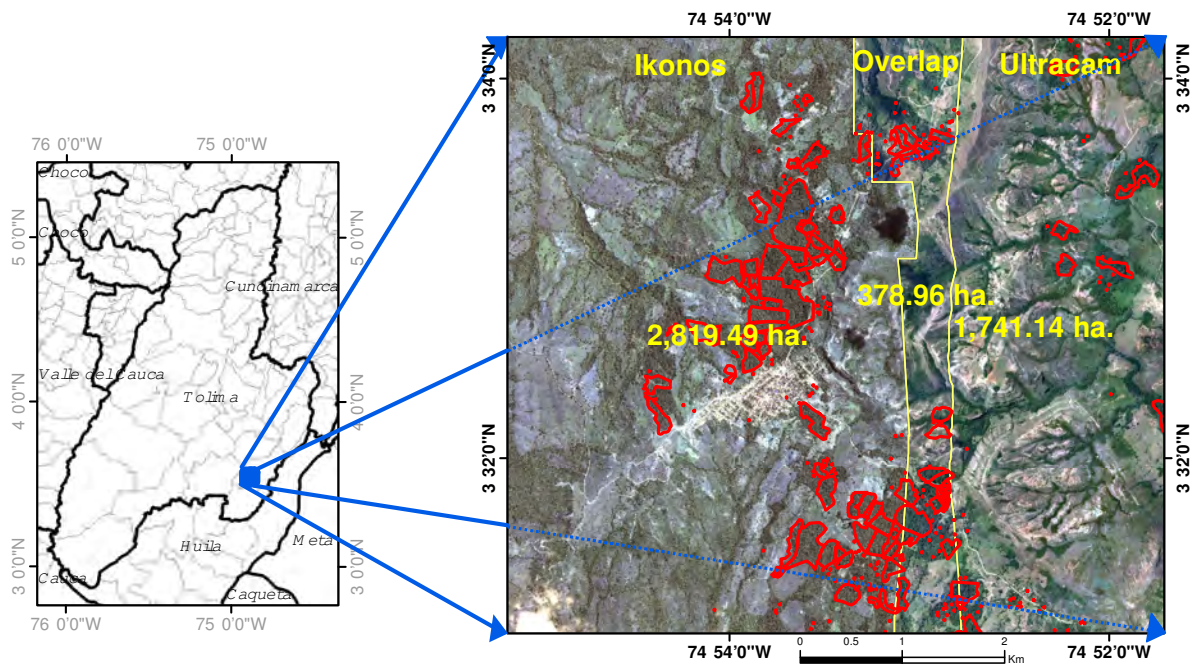 76 0'0"W 75 0'0"W
5 0'0"N
4 0'0"N
3 0'0"N
Choco
Choco
Cundinamarca
Valle del Cauca
Tolima
Huila
Meta
Cauca
Caqueta
5 0'0"N
4 0'0"N
3 0'0"N
76 0'0"W 75 0'0"W
74 54'0"W 74 52'0"W
3 34'0"N
3 32'0"N
Ikonos Overlap Ultracam
378.96 ha.
2,819.49 ha. 1,741.14 ha.
3 34'0"N
3 32'0"N
74 54'0"W 74 52'0"W
0 0.5 1 2
Km